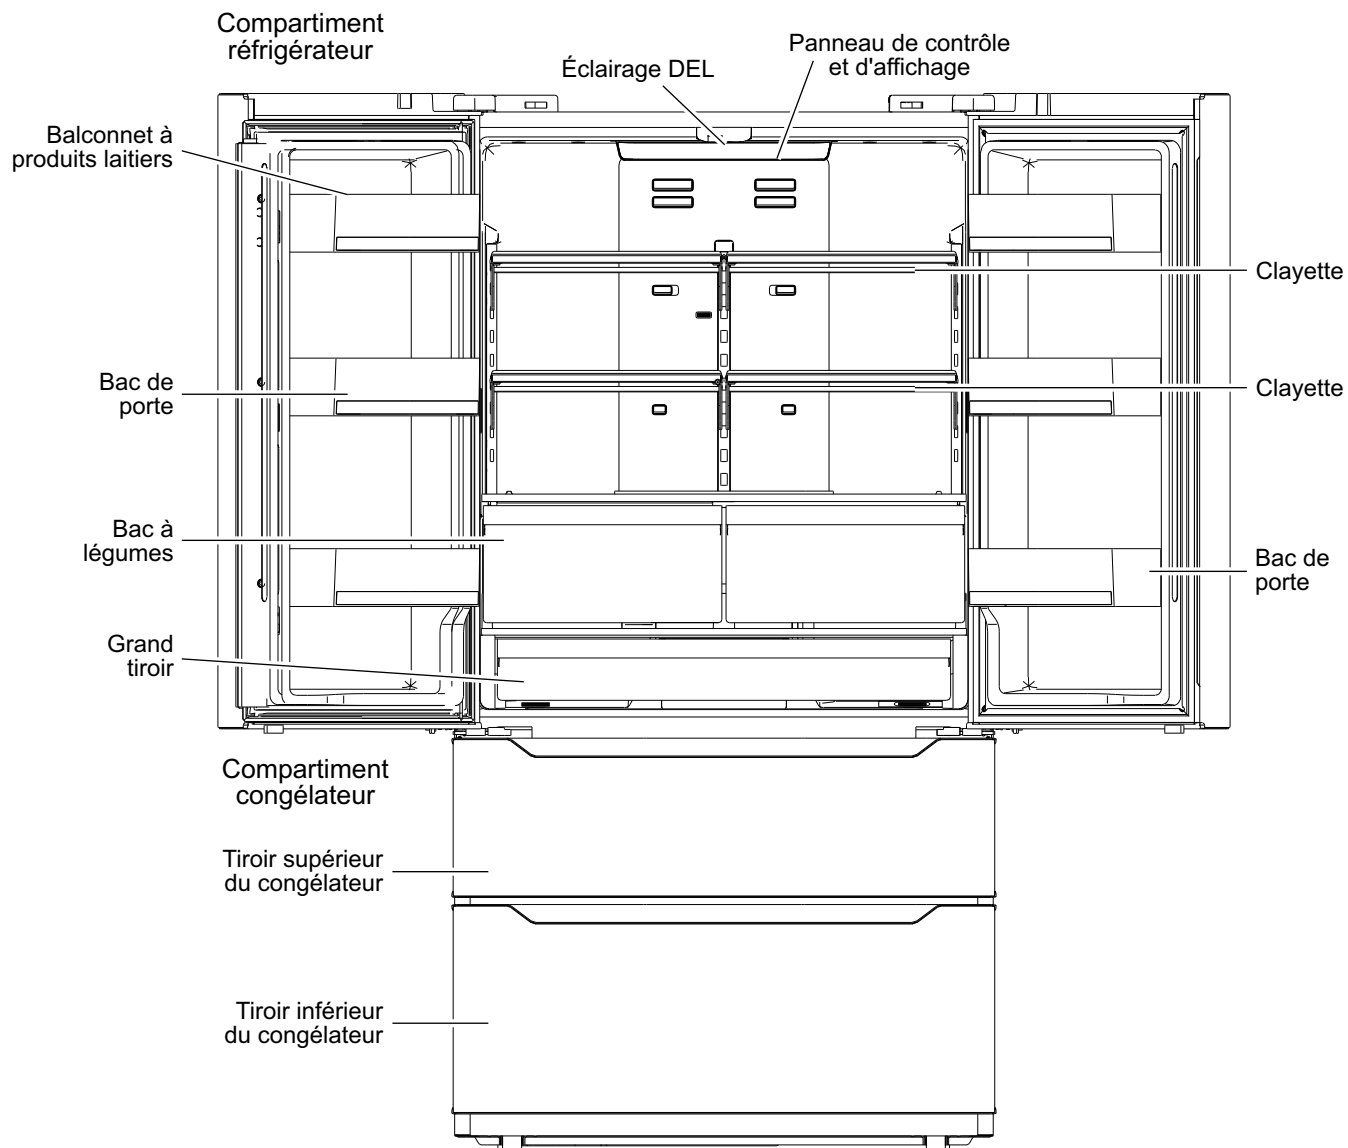 Compartiment
réfrigérateur
Éclairage DEL
Panneau de contrôle
et d'affichage
Balconnet à
produits laitiers
Clayette
Bac de
porte
Clayette
Bac à
légumes
Bac de
porte
Grand
tiroir
Compartiment
congélateur
Tiroir supérieur
du congélateur
Tiroir inférieur
du congélateur